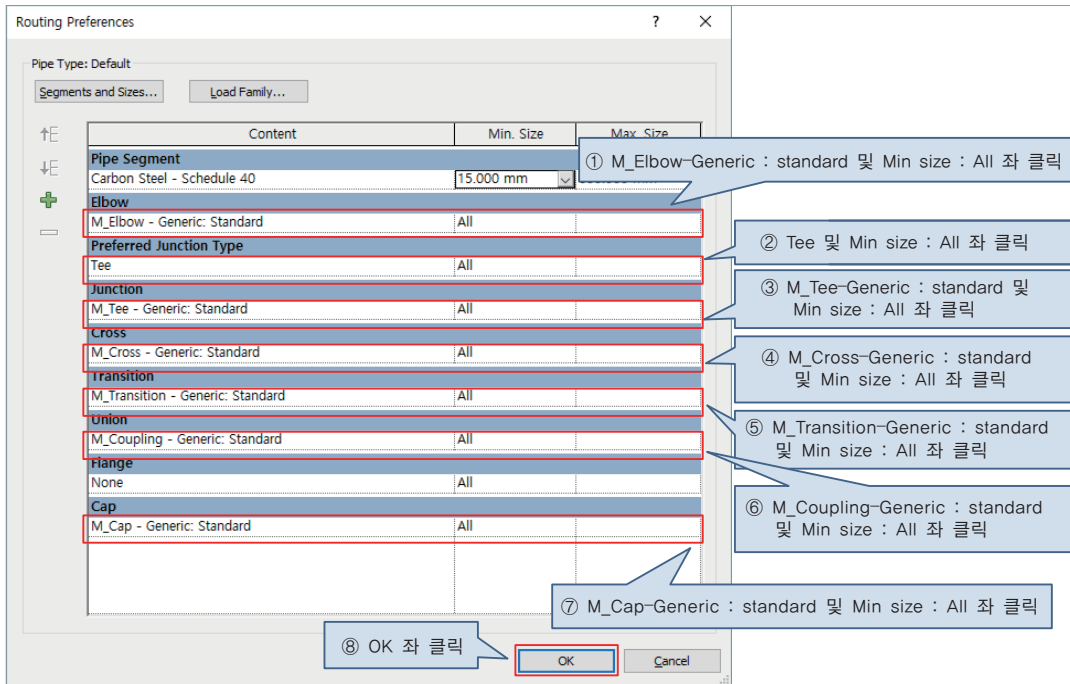 Routing Preferences
? ×
Pipe Type: Default
Segments and Sizes...
Load Family...
Content Min. Size Max. Size
Pipe Segment
Carbon Steel - Schedule 40 15.000 mm
Elbow
M_Elbow - Generic: Standard All
Preferred Junction Type
Tee All
Junction
M_Tee - Generic: Standard All
Cross
M_Cross - Generic: Standard All
Transition
M_Transition - Generic: Standard All
Union
M_Coupling - Generic: Standard All
Flange
None All
Cap
M_Cap - Generic: Standard All
OK
Cancel
① M_Elbow-Generic : standard 및 Min size : All 좌 클릭
② Tee 및 Min size : All 좌 클릭
③ M_Tee-Generic : standard 및
Min size : All 좌 클릭
④ M_Cross-Generic : standard
및 Min size : All 좌 클릭
⑤ M_Transition-Generic : standard
및 Min size : All 좌 클릭
⑥ M_Coupling-Generic : standard
및 Min size : All 좌 클릭
⑦ M_Cap-Generic : standard 및 Min size : All 좌 클릭
⑧ OK 좌 클릭